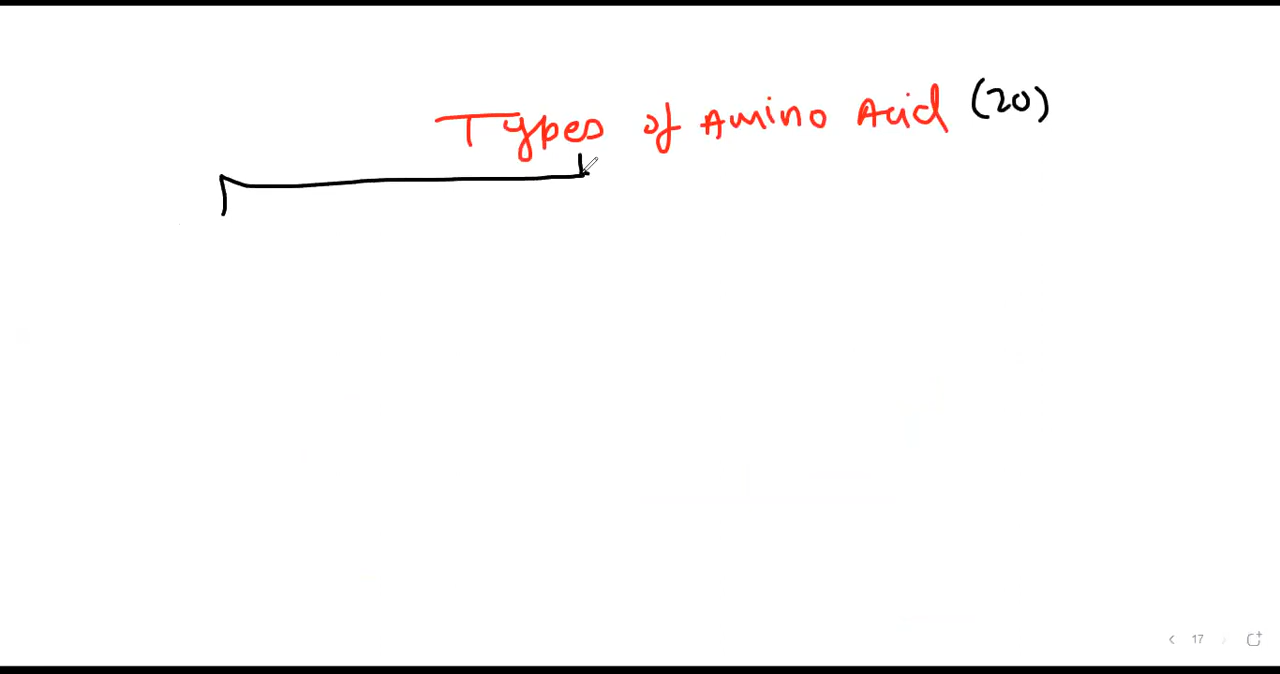 Types of Amino Acid (20)
17